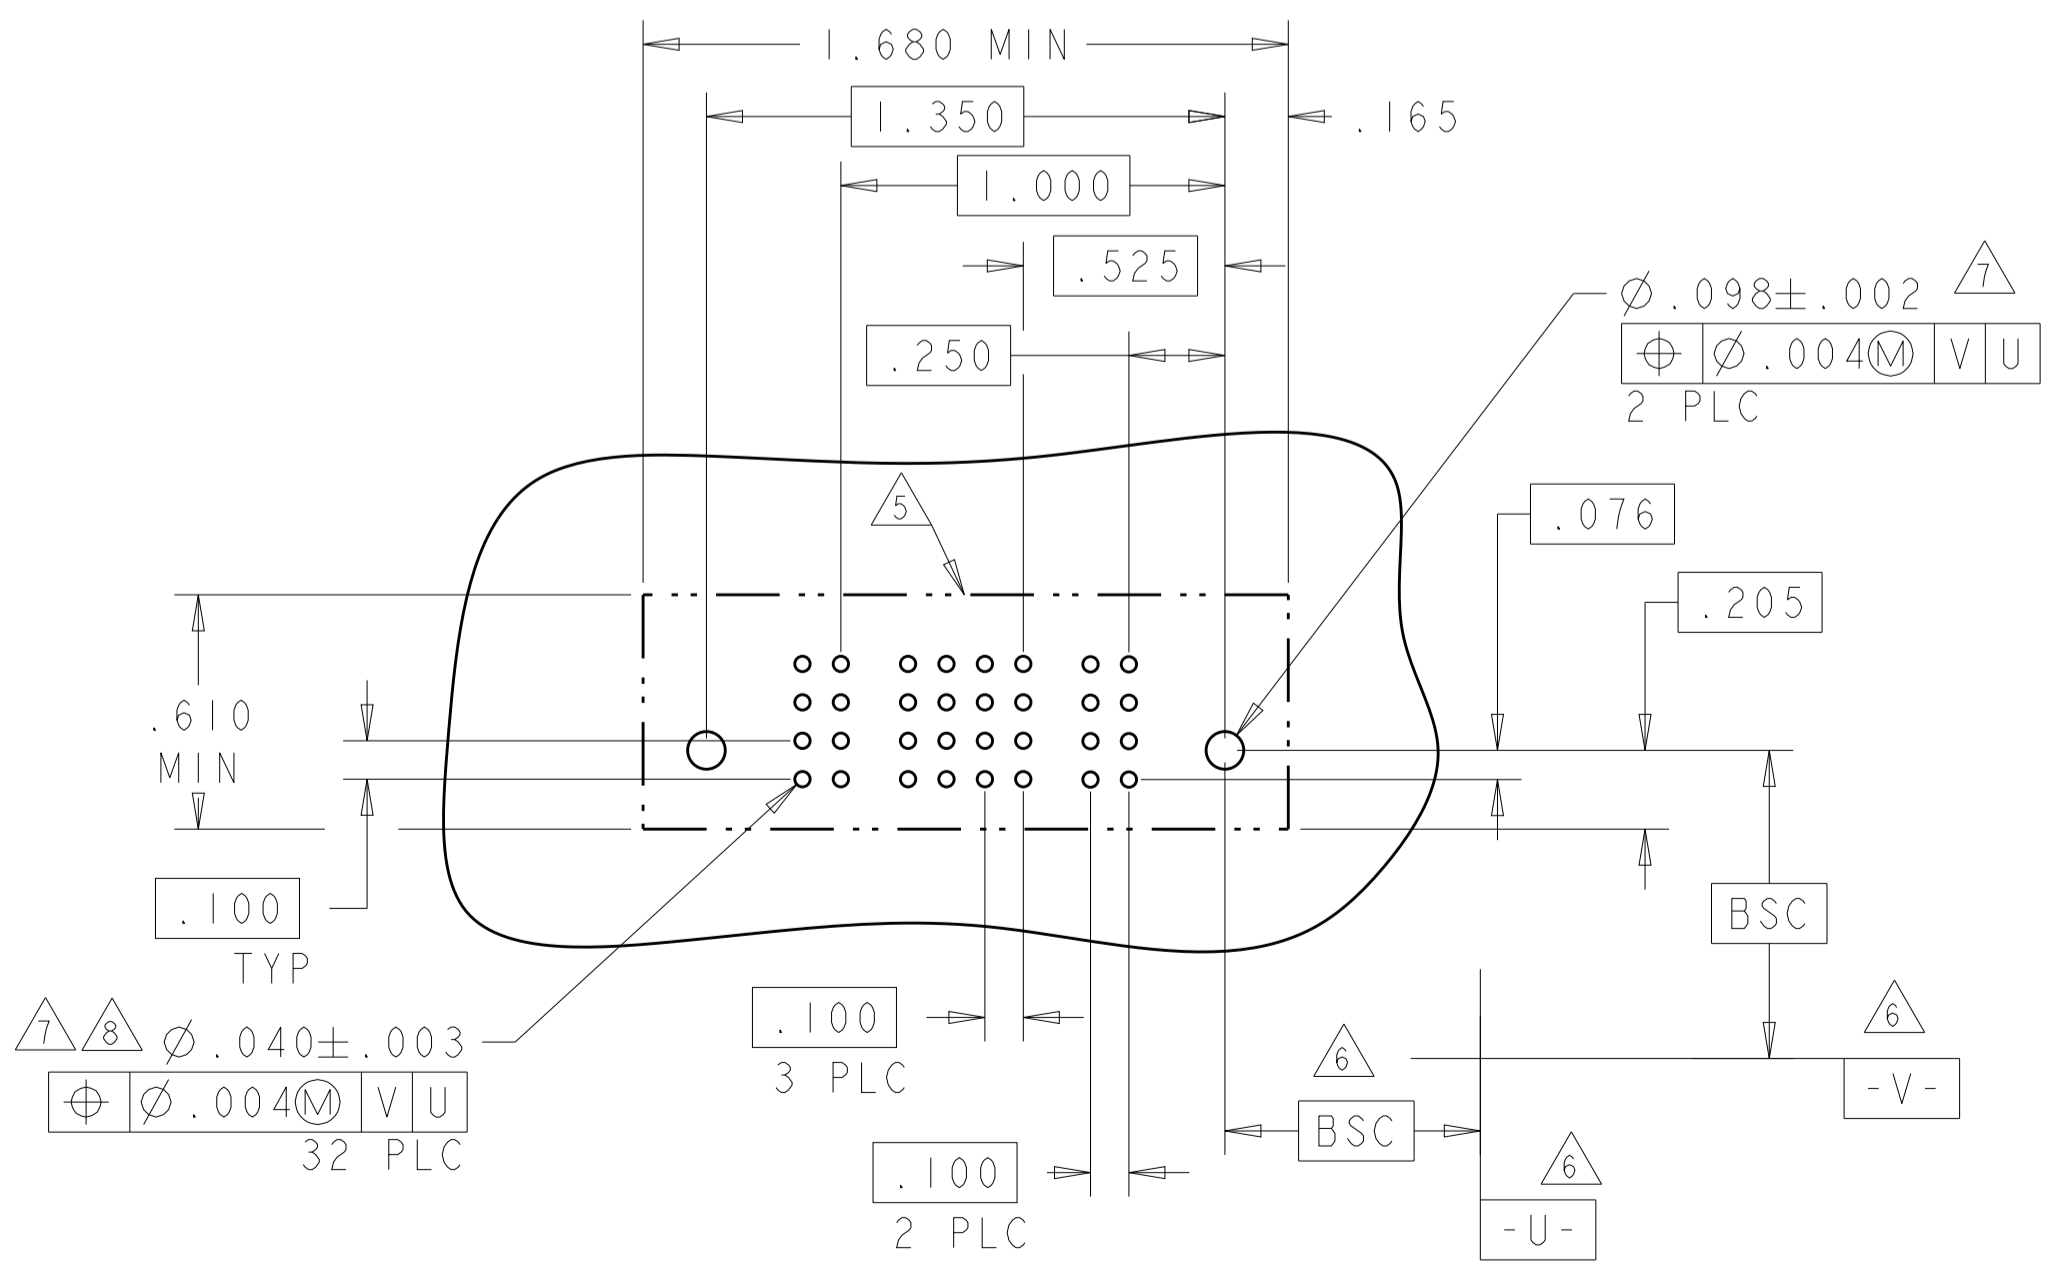 1.680 MIN
1.350
.165
1.000
.525
7
Ø.098±.002
.250
⌖ Ø.004Ⓜ V U
2 PLC
5
.076
.205
.610
MIN
.100
TYP
BSC
7 8 Ø.040±.003
⌖ Ø.004Ⓜ V U
32 PLC
.100
3 PLC
6
6
-V-
BSC
.100
2 PLC
6
-U-